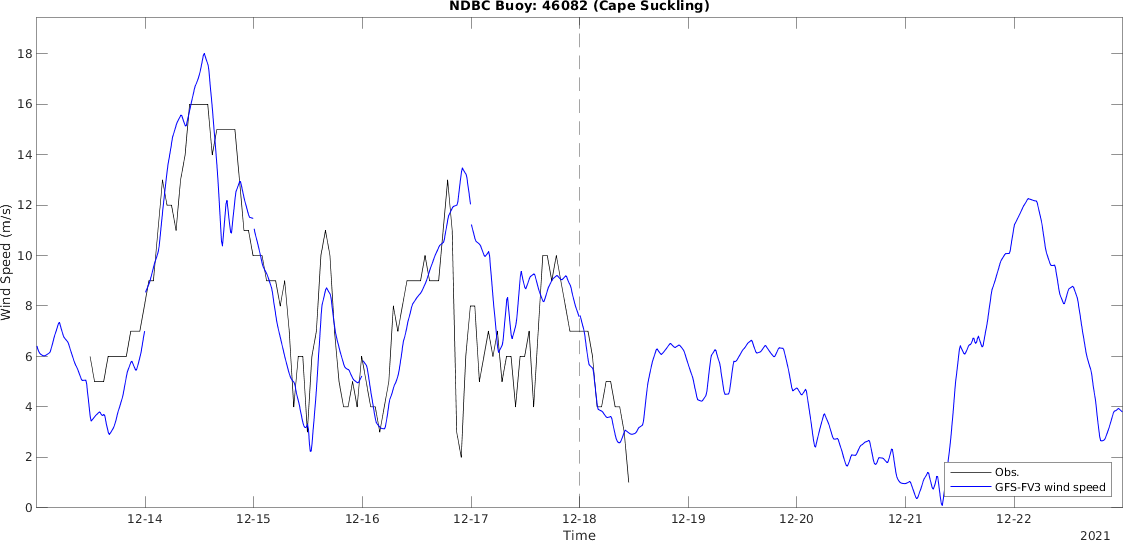 NDBC Buoy: 46082 (Cape Suckling)
18
16
14
12
10
8
6
4
2
0
Wind Speed (m/s)
12-14 12-15 12-16 12-17 12-18 12-19 12-20 12-21 12-22
Time
2021
Obs.
GFS-FV3 wind speed